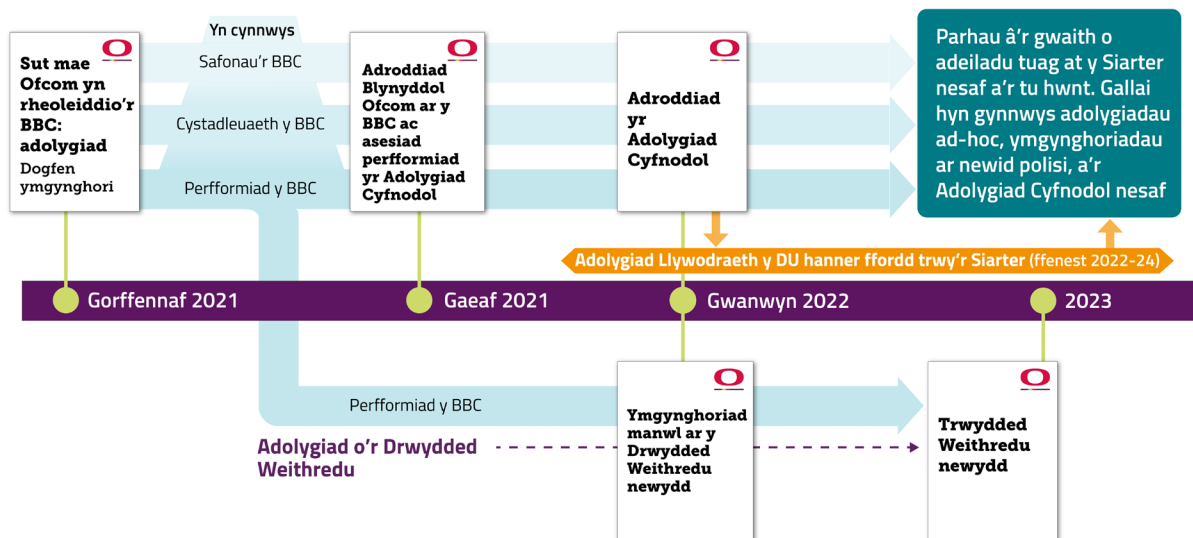 Yn cynnwys
Safonau'r BBC
Cystadleuaeth y BBC
Perfformiad y BBC
Sut mae
Ofcom yn
rheoleiddio'r
BBC:
adolygiad
Dogfen
ymgynghori
Adroddiad
Blynyddol
Ofcom ar y
BBC ac
asesiad
perfformiad
yr Adolygiad
Cyfnodol
Adroddiad
yr
Adolygiad
Cyfnodol
Parhau â'r gwaith o
adeiladu tuag at y Siarter
nesaf a'r tu hwnt. Gallai
hyn gynnwys adolygiadau
ad-hoc, ymgynghoriadau
ar newid polisi, a'r
Adolygiad Cyfnodol nesaf
Adolygiad Llywodraeth y DU hanner ffordd trwy'r Siarter (ffenest 2022-24)
Gorffennaf 2021
Gaeaf 2021
Gwanwyn 2022
2023
Perfformiad y BBC
Adolygiad o'r Drwydded
Weithredu
Ymgynghoriad
manwl ar y
Drwydded
Weithredu
newydd
Trwydded
Weithredu
newydd